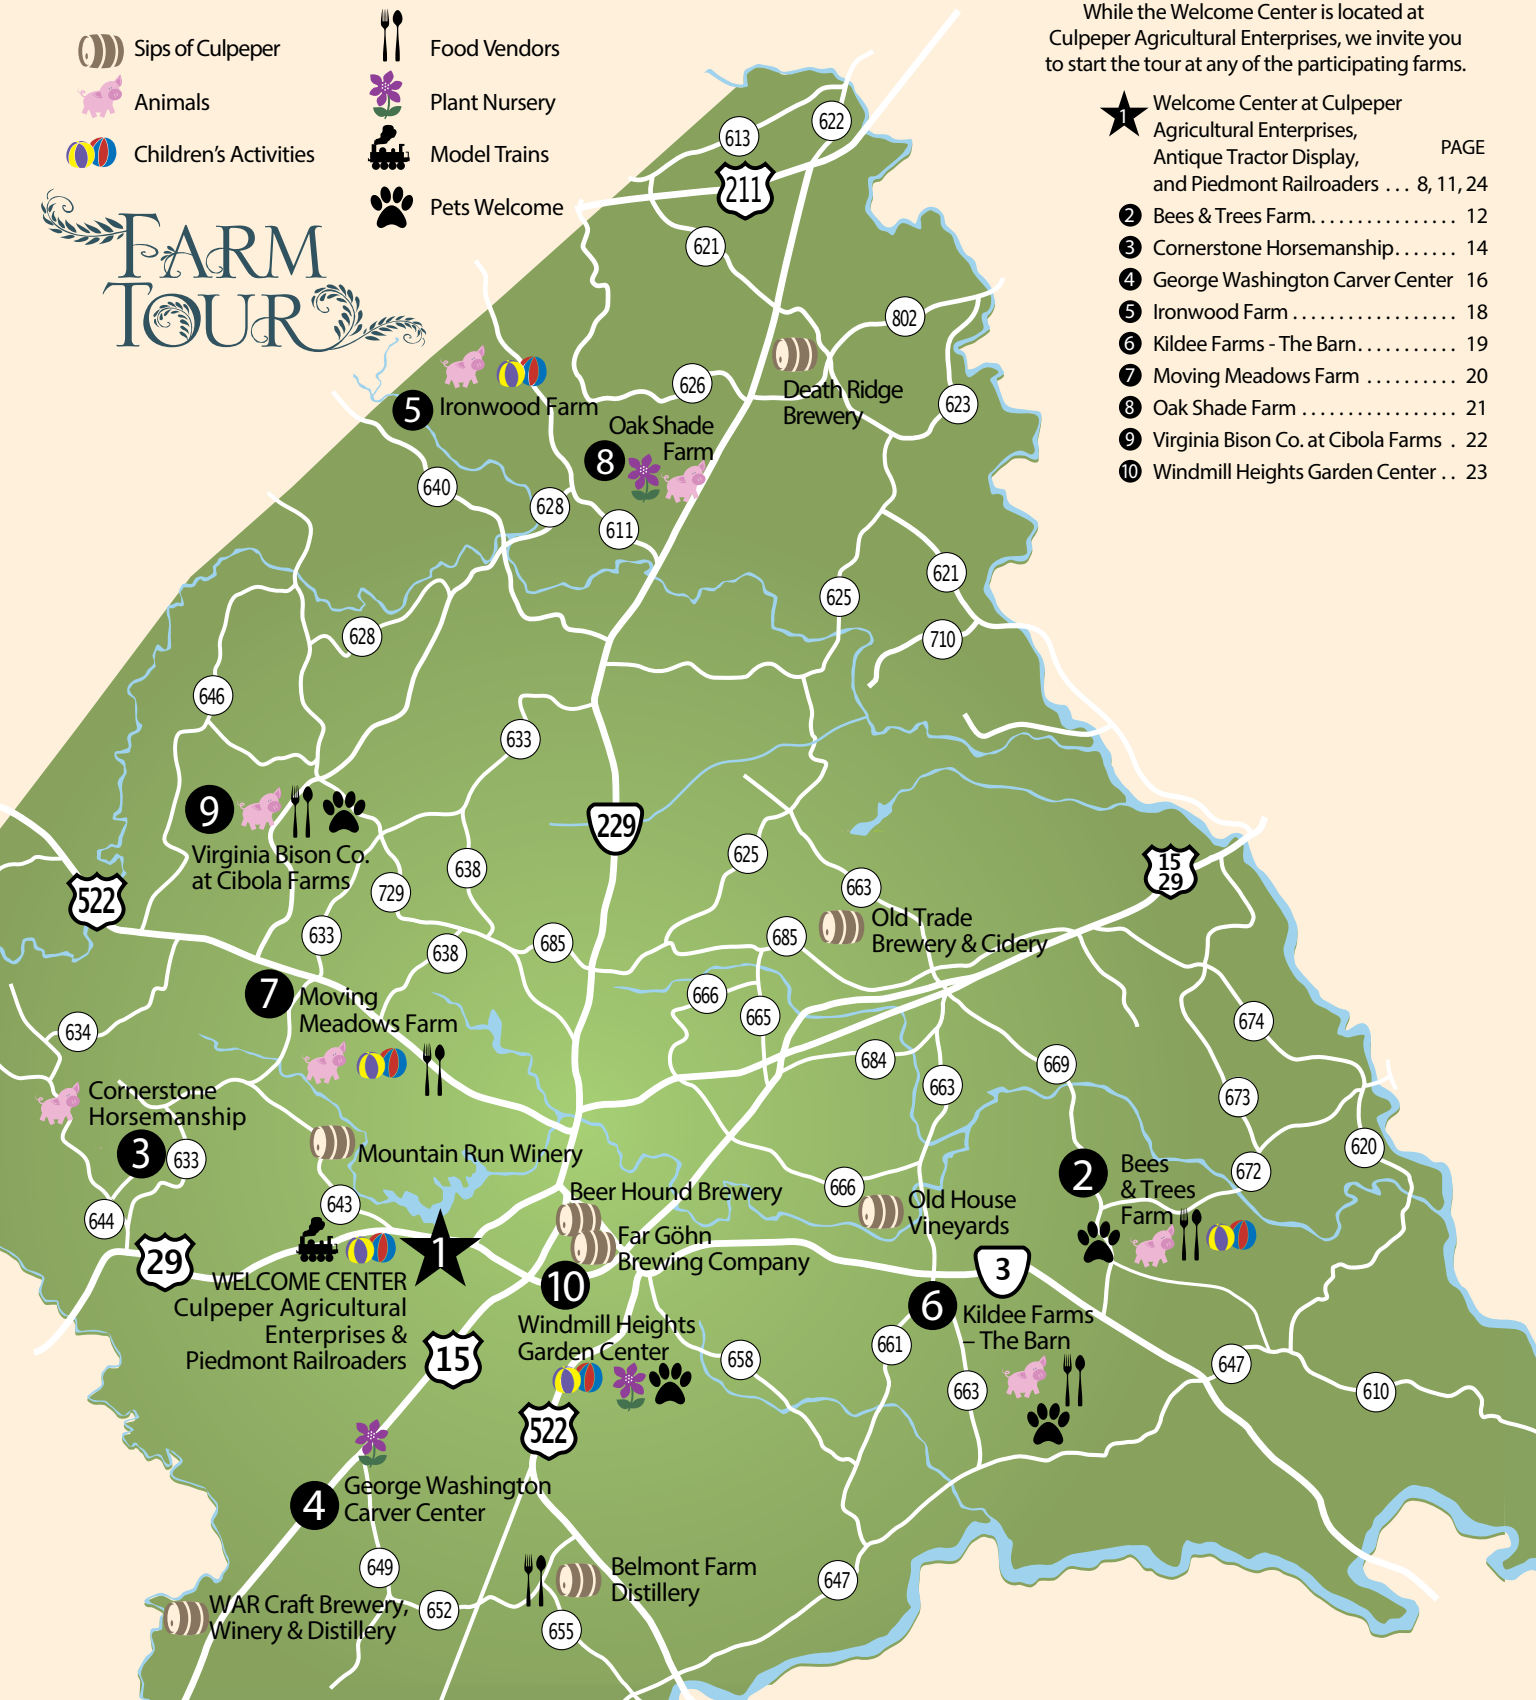 Sips of Culpeper
Animals
Children's Activities
Food Vendors
Plant Nursery
Model Trains
Pets Welcome
FARM
TOUR
While the Welcome Center is located at
Culpeper Agricultural Enterprises, we invite you
to start the tour at any of the participating farms.
1 Welcome Center at Culpeper
Agricultural Enterprises,
Antique Tractor Display,
PAGE
and Piedmont Railroaders . . . 8, 11, 24
2 Bees & Trees Farm. . . . . . . . . . . . . . . . 12
3 Cornerstone Horsemanship. . . . . . . 14
4 George Washington Carver Center 16
5 Ironwood Farm . . . . . . . . . . . . . . . . . . 18
6 Kildee Farms - The Barn. . . . . . . . . . . 19
7 Moving Meadows Farm . . . . . . . . . . 20
8 Oak Shade Farm . . . . . . . . . . . . . . . . . 21
9 Virginia Bison Co. at Cibola Farms . 22
10 Windmill Heights Garden Center . . 23
622
613
211
621
802
626
Death Ridge
Brewery
623
5 Ironwood Farm
Oak Shade
Farm
8
640
628
611
621
625
710
628
646
633
9
Virginia Bison Co.
at Cibola Farms
229
638
729
625
663
15
29
522
633
638
685
685
Old Trade
Brewery & Cidery
7 Moving
Meadows Farm
666
665
674
634
684
669
663
673
Cornerstone
Horsemanship
3
633
Mountain Run Winery
620
2
Bees
& Trees
Farm
672
644
643
Beer Hound Brewery
666
Old House
Vineyards
Far Göhn
Brewing Company
29
1
3
WELCOME CENTER
Culpeper Agricultural
Enterprises &
Piedmont Railroaders
10
Windmill Heights
Garden Center
6
Kildee Farms
– The Barn
15
658
661
647
663
610
522
4
George Washington
Carver Center
649
Belmont Farm
Distillery
647
WAR Craft Brewery,
Winery & Distillery
652
655